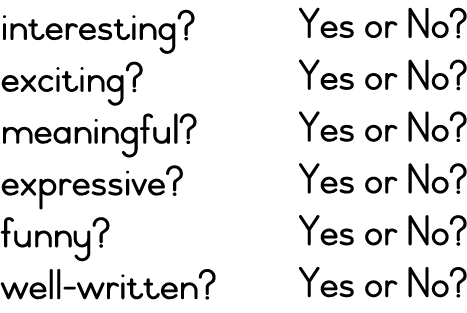 interesting? Yes or No?
exciting? Yes or No?
meaningful? Yes or No?
expressive? Yes or No?
funny? Yes or No?
well-written? Yes or No?